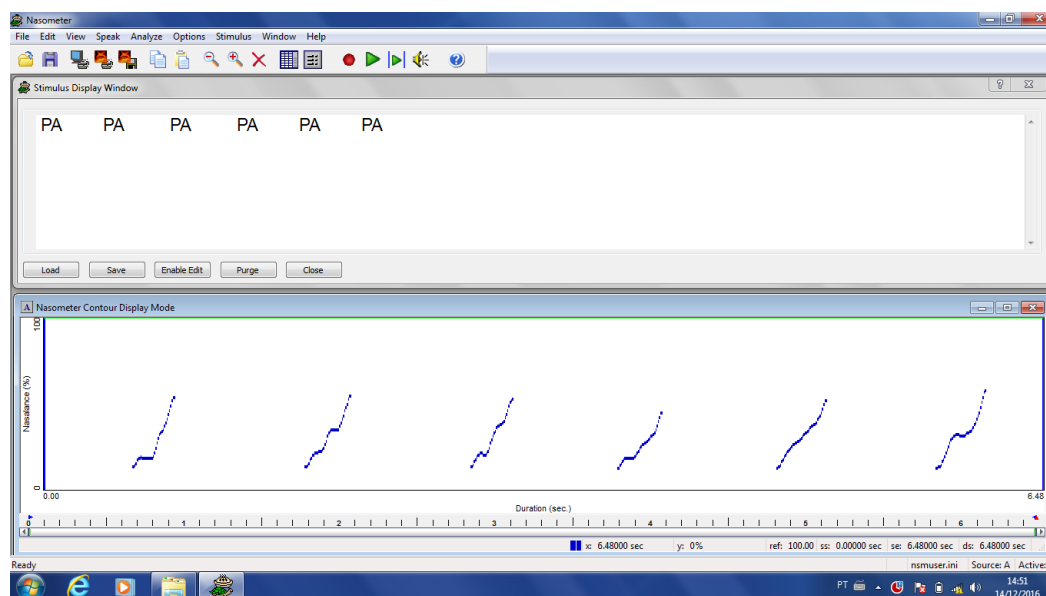 Nasometer
File Edit View Speak Analyze Options Stimulus Window Help
Stimulus Display Window
PA PA PA PA PA PA
Load Save Enable Edit Purge Close
A Nasometer Contour Display Mode
100
Nasalance (%)
0
0.00 6.48
Duration (sec.)
0 1 2 3 4 5 6
x: 6.48000 sec y: 0% ref: 100.00 ss: 0.00000 sec se: 6.48000 sec ds: 6.48000 sec
Ready nsmuser.ini Source: A Active:
PT 14:51
14/12/2016